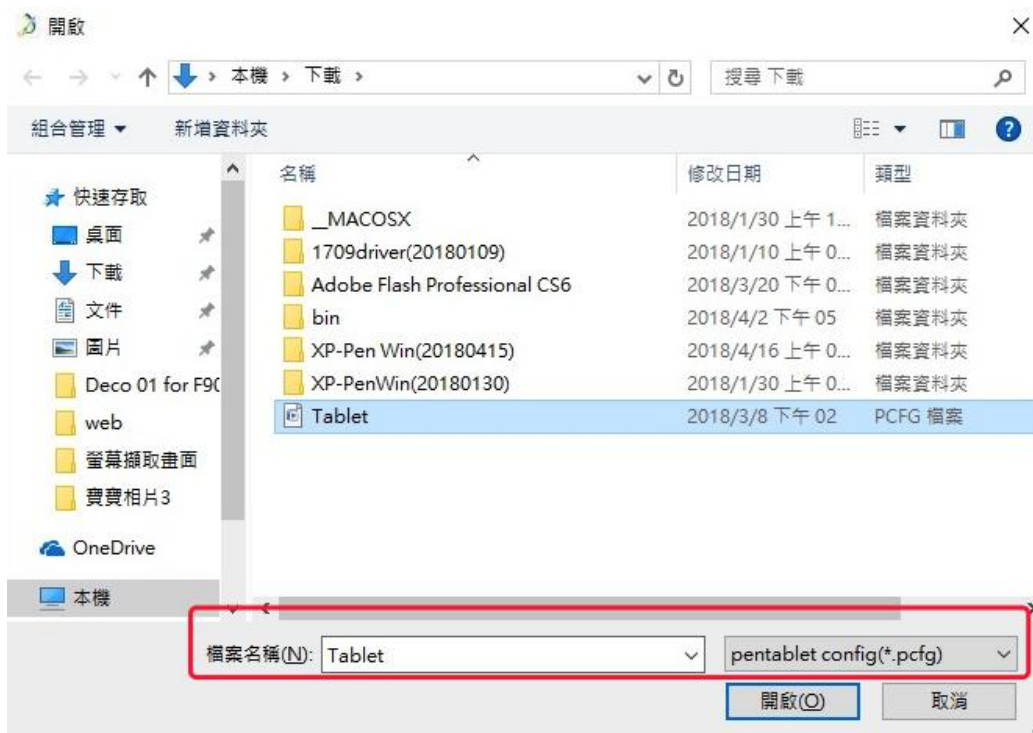 開啟
本機 › 下載 ›
搜尋 下載
組合管理
新增資料夾
名稱 修改日期 類型
快速存取
桌面
下載
文件
圖片
Deco 01 for F90
web
螢幕擷取畫面
寶寶相片3
OneDrive
本機
__MACOSX 2018/1/30 上午 1... 檔案資料夾
1709driver(20180109) 2018/1/10 上午 0... 檔案資料夾
Adobe Flash Professional CS6 2018/3/20 下午 0... 檔案資料夾
bin 2018/4/2 下午 05 檔案資料夾
XP-Pen Win(20180415) 2018/4/16 上午 0... 檔案資料夾
XP-PenWin(20180130) 2018/1/30 上午 0... 檔案資料夾
Tablet 2018/3/8 下午 02 PCFG 檔案
檔案名稱(N): Tablet pentablet config(*.pcfg)
開啟(O) 取消